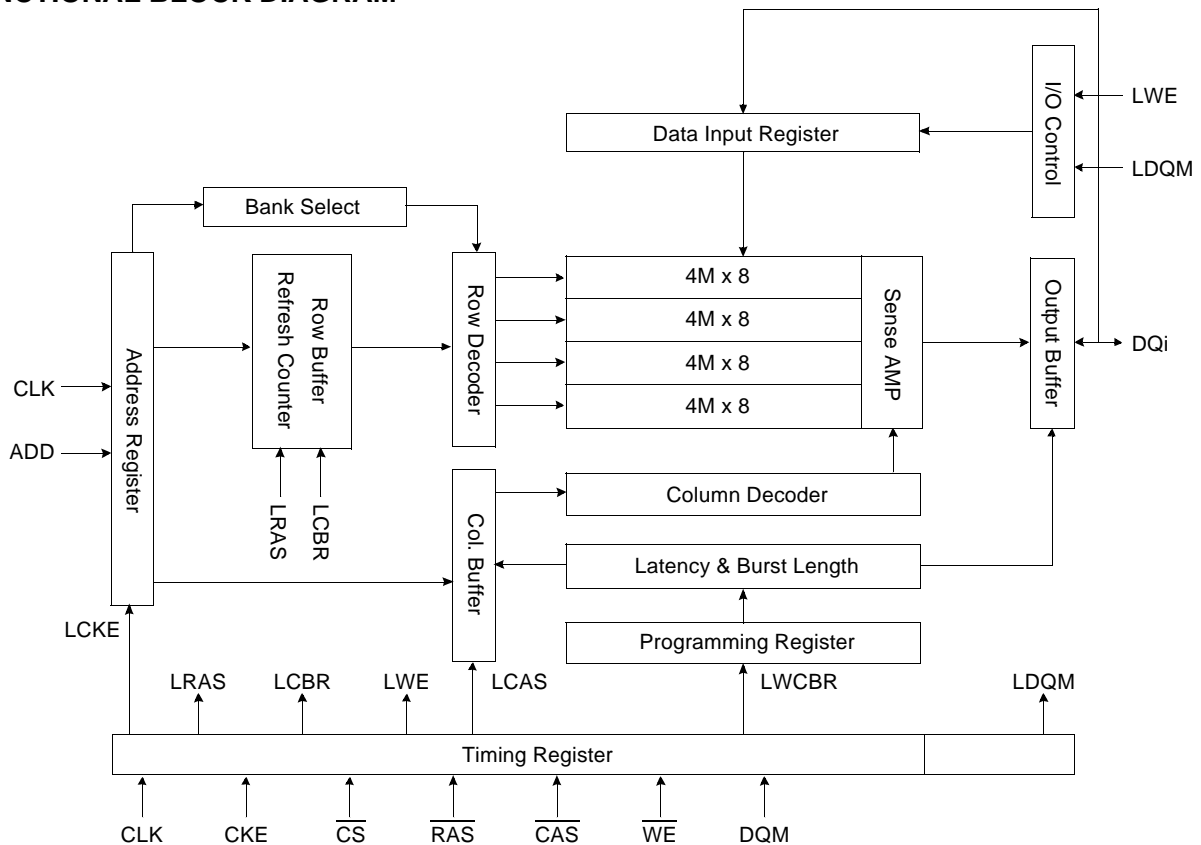 NCTIONAL BLOCK DIAGRAM
I/O Control
LWE
Data Input Register
LDQM
Bank Select
4M x 8
4M x 8
4M x 8
4M x 8
Sense AMP
Output Buffer
DQi
Row Decoder
Row Buffer
Refresh Counter
Address Register
CLK
ADD
LRAS
LCBR
Col. Buffer
Column Decoder
Latency & Burst Length
Programming Register
LCKE
LRAS
LCBR
LWE
LCAS
LWCBR
LDQM
Timing Register
CLK
CKE
CS
RAS
CAS
WE
DQM